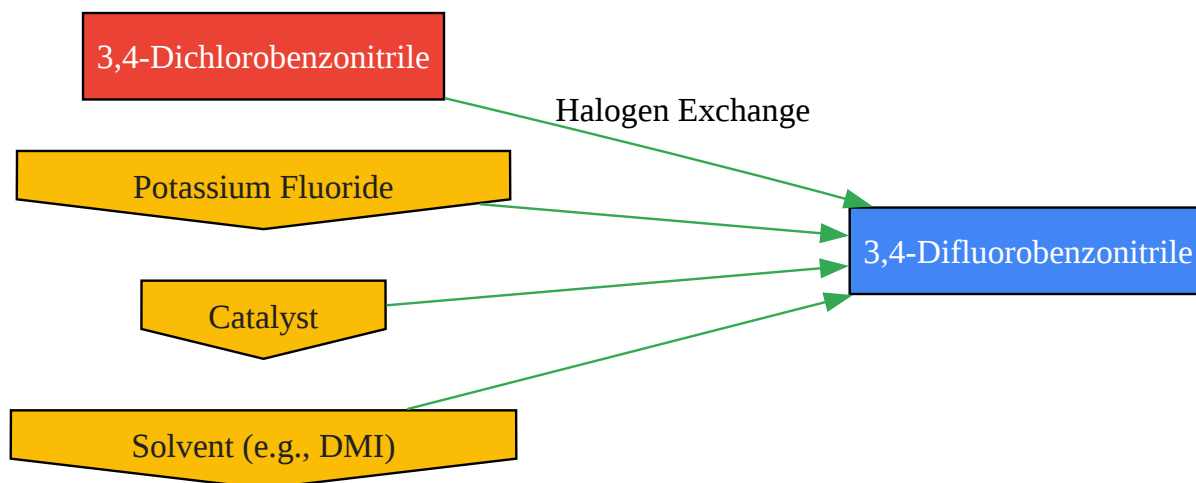 3,4-Dichlorobenzonitrile
Halogen Exchange
Potassium Fluoride
3,4-Difluorobenzonitrile
Catalyst
Solvent (e.g., DMI)